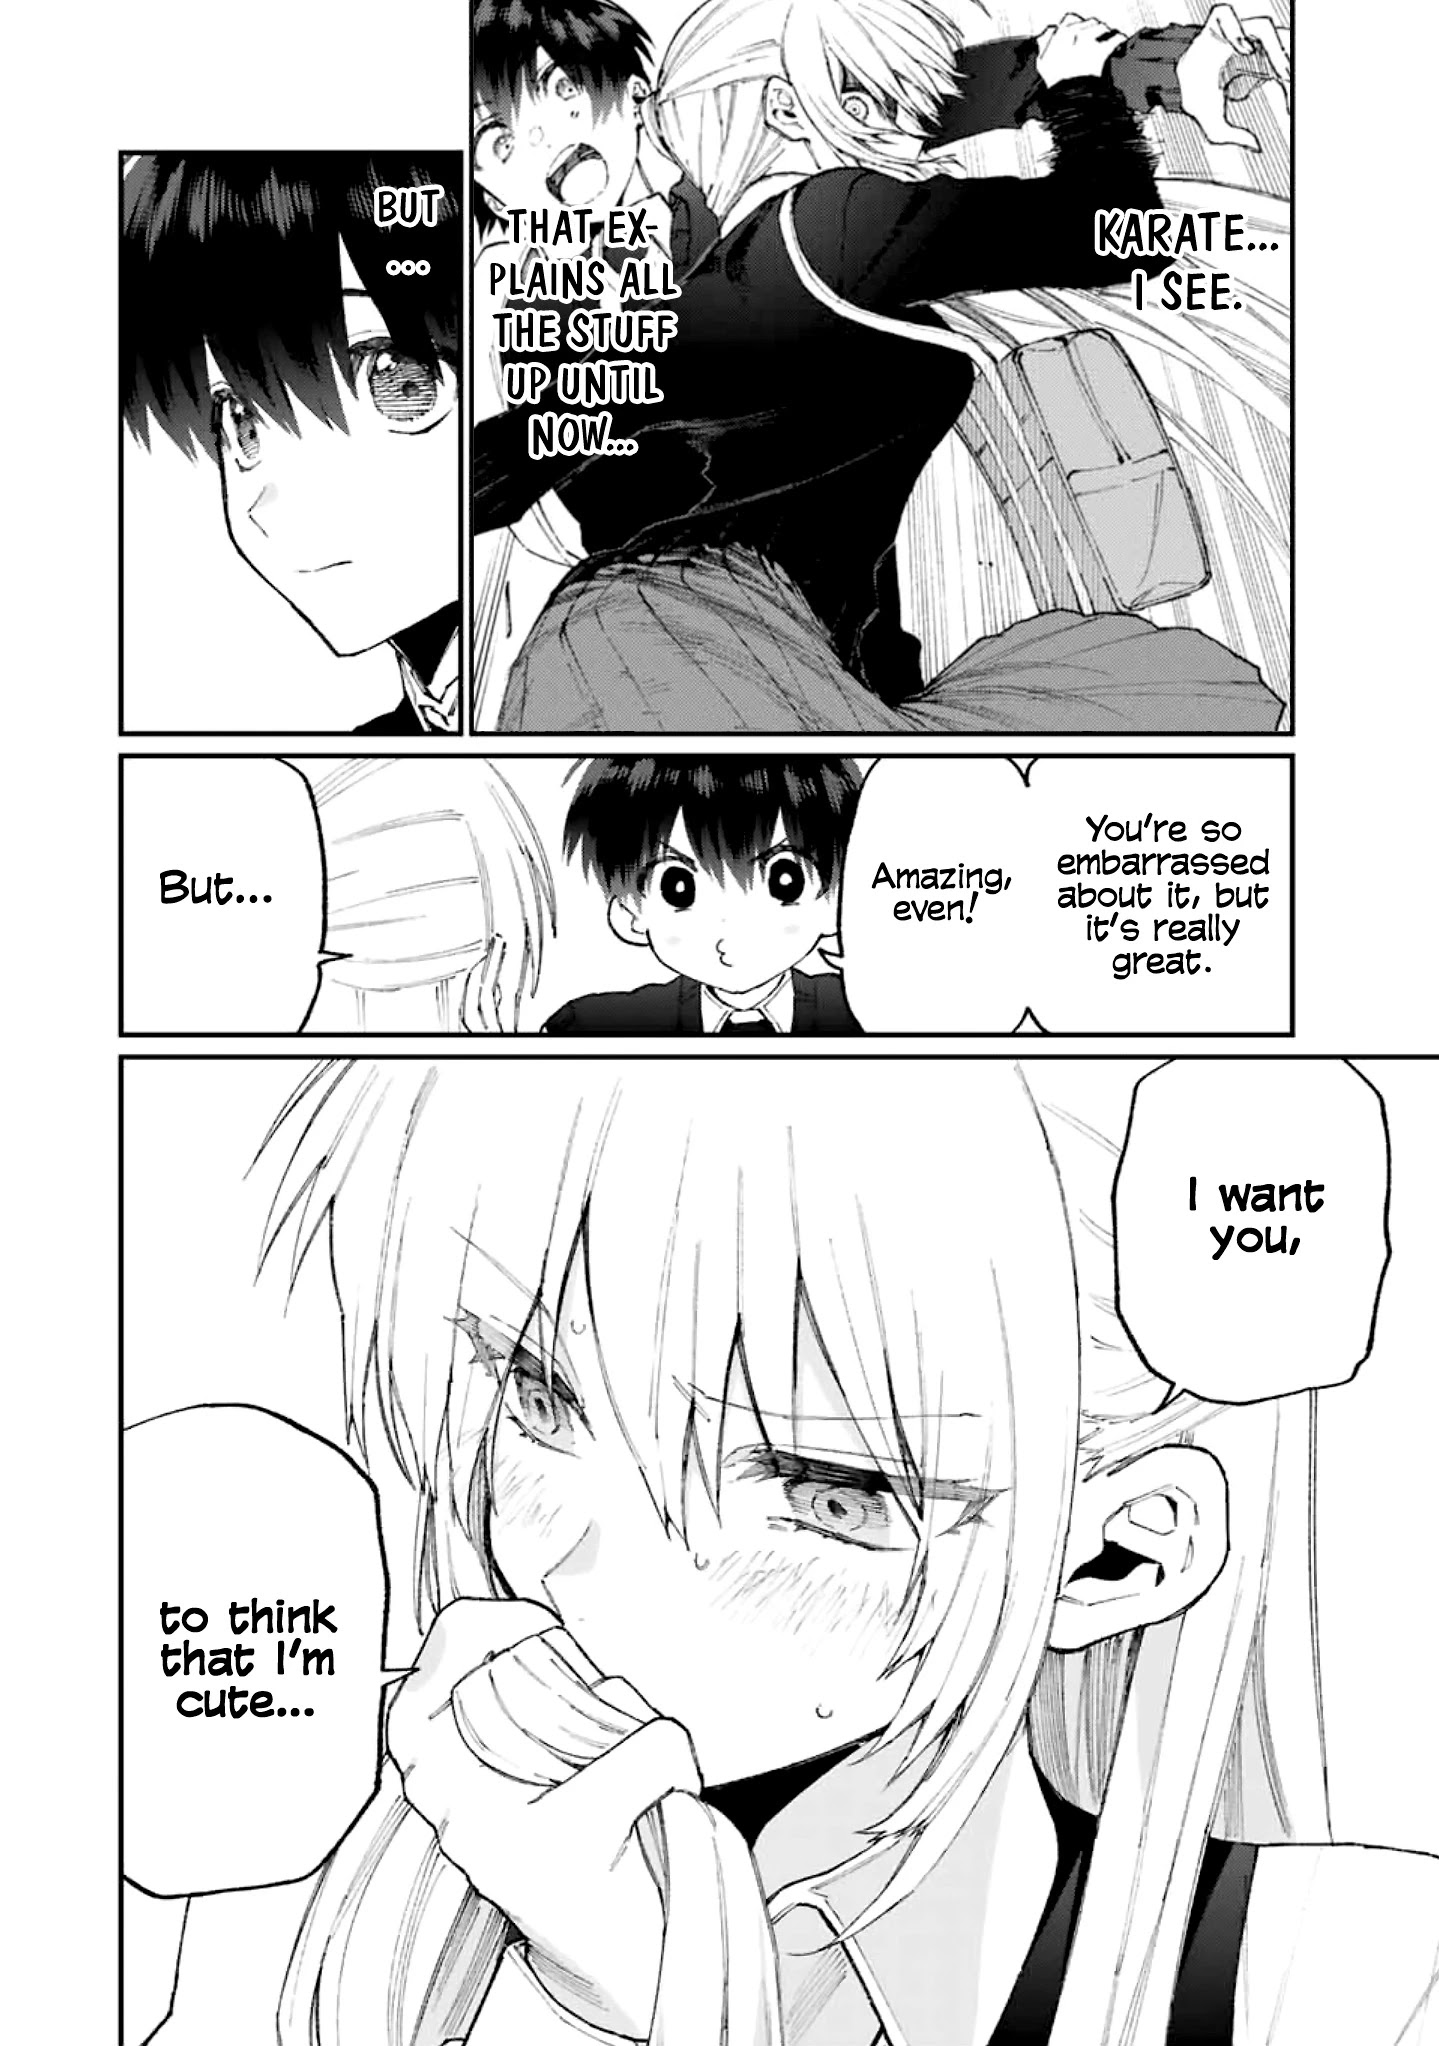 KARATE...
I SEE.
THAT EX-
PLAINS ALL
THE STUFF
UP UNTIL
NOW...
BUT
...
You're so
embarrassed
about it, but
it's really
great.
Amazing,
even!
But...
I want
you,
to think
that I'm
cute...